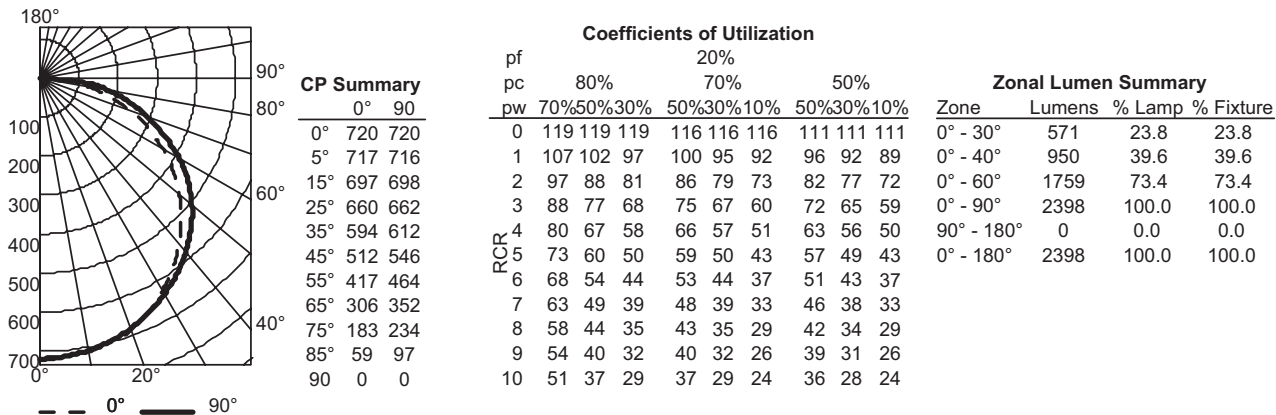 180°
90°
80°
60°
40°
20°
0°
100
200
300
400
500
600
700
0° 90°
CP Summary
0° 90
0° 720 720
5° 717 716
15° 697 698
25° 660 662
35° 594 612
45° 512 546
55° 417 464
65° 306 352
75° 183 234
85° 59 97
90 0 0
Coefficients of Utilization
pf 20%
pc 80% 70% 50%
pw 70%50%30% 50%30%10% 50%30%10%
RCR
0 119 119 119 116 116 116 111 111 111
1 107 102 97 100 95 92 96 92 89
2 97 88 81 86 79 73 82 77 72
3 88 77 68 75 67 60 72 65 59
4 80 67 58 66 57 51 63 56 50
5 73 60 50 59 50 43 57 49 43
6 68 54 44 53 44 37 51 43 37
7 63 49 39 48 39 33 46 38 33
8 58 44 35 43 35 29 42 34 29
9 54 40 32 40 32 26 39 31 26
10 51 37 29 37 29 24 36 28 24
Zonal Lumen Summary
Zone Lumens % Lamp % Fixture
0° - 30° 571 23.8 23.8
0° - 40° 950 39.6 39.6
0° - 60° 1759 73.4 73.4
0° - 90° 2398 100.0 100.0
90° - 180° 0 0.0 0.0
0° - 180° 2398 100.0 100.0